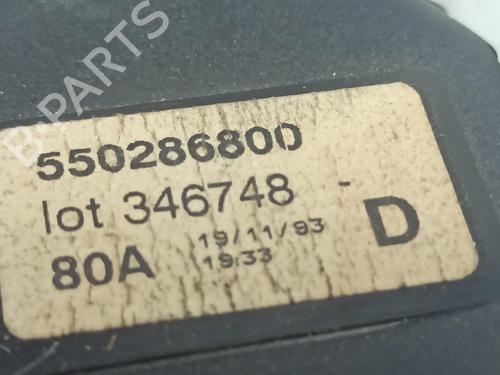 B-PARTS
550286800
lot 346748 -
80A 19/11/93 D
19:33